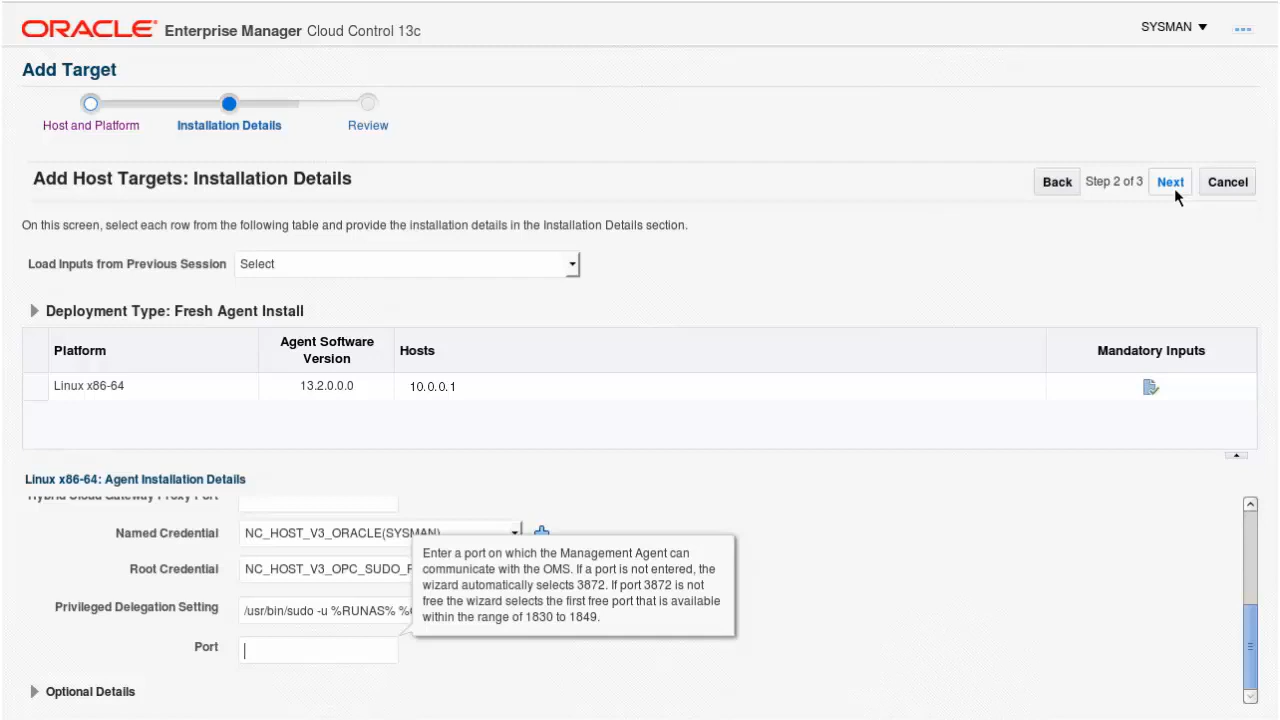 ORACLE Enterprise Manager Cloud Control 13c
SYSMAN
Add Target
Host and Platform
Installation Details
Review
Add Host Targets: Installation Details
Back Step 2 of 3 Next Cancel
On this screen, select each row from the following table and provide the installation details in the Installation Details section.
Load Inputs from Previous Session Select
Deployment Type: Fresh Agent Install
Platform
Agent Software
Version
Hosts
Mandatory Inputs
Linux x86-64 13.2.0.0.0 10.0.0.1
Linux x86-64: Agent Installation Details
Hybrid Cloud Gateway Proxy Port
Named Credential NC_HOST_V3_ORACLE(SYSMAN)
Root Credential NC_HOST_V3_OPC_SUDO_
Privileged Delegation Setting /usr/bin/sudo -u %RUNAS%
Port
Enter a port on which the Management Agent can
communicate with the OMS. If a port is not entered, the
wizard automatically selects 3872. If port 3872 is not
free the wizard selects the first free port that is available
within the range of 1830 to 1849.
Optional Details